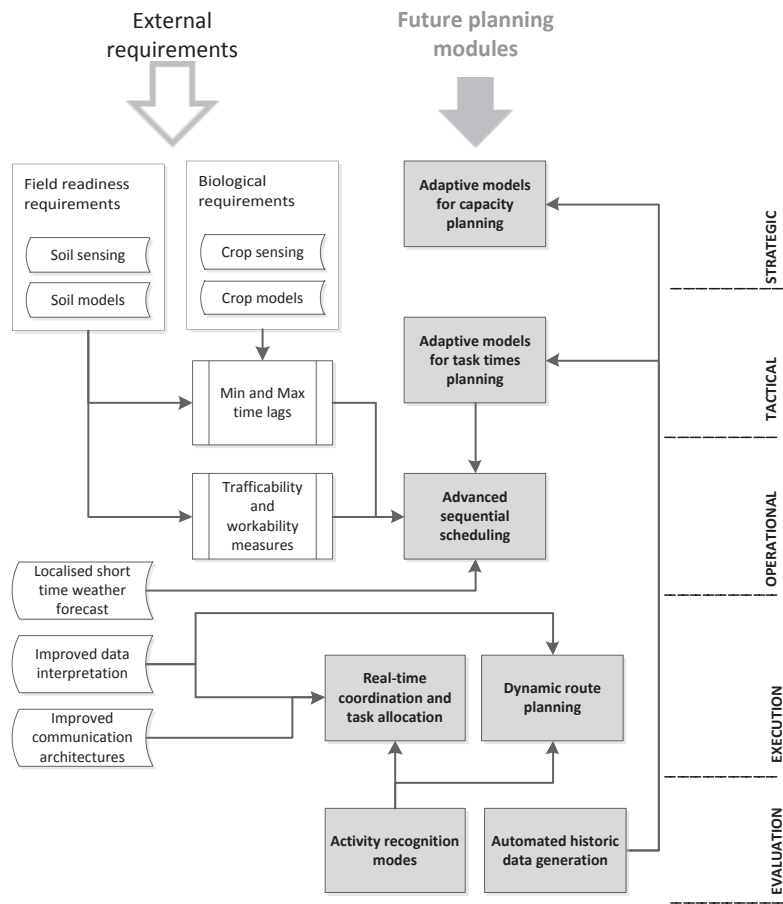 External
requirements
Future planning
modules
Field readiness
requirements
Soil sensing
Soil models
Biological
requirements
Crop sensing
Crop models
Adaptive models
for capacity
planning
STRATEGIC
Min and Max
time lags
Adaptive models
for task times
planning
TACTICAL
Trafficability
and
workability
measures
Advanced
sequential
scheduling
OPERATIONAL
Localised short
time weather
forecast
Improved data
interpretation
Improved
communication
architectures
Real-time
coordination and
task allocation
Dynamic route
planning
EXECUTION
Activity recognition
modes
Automated historic
data generation
EVALUATION